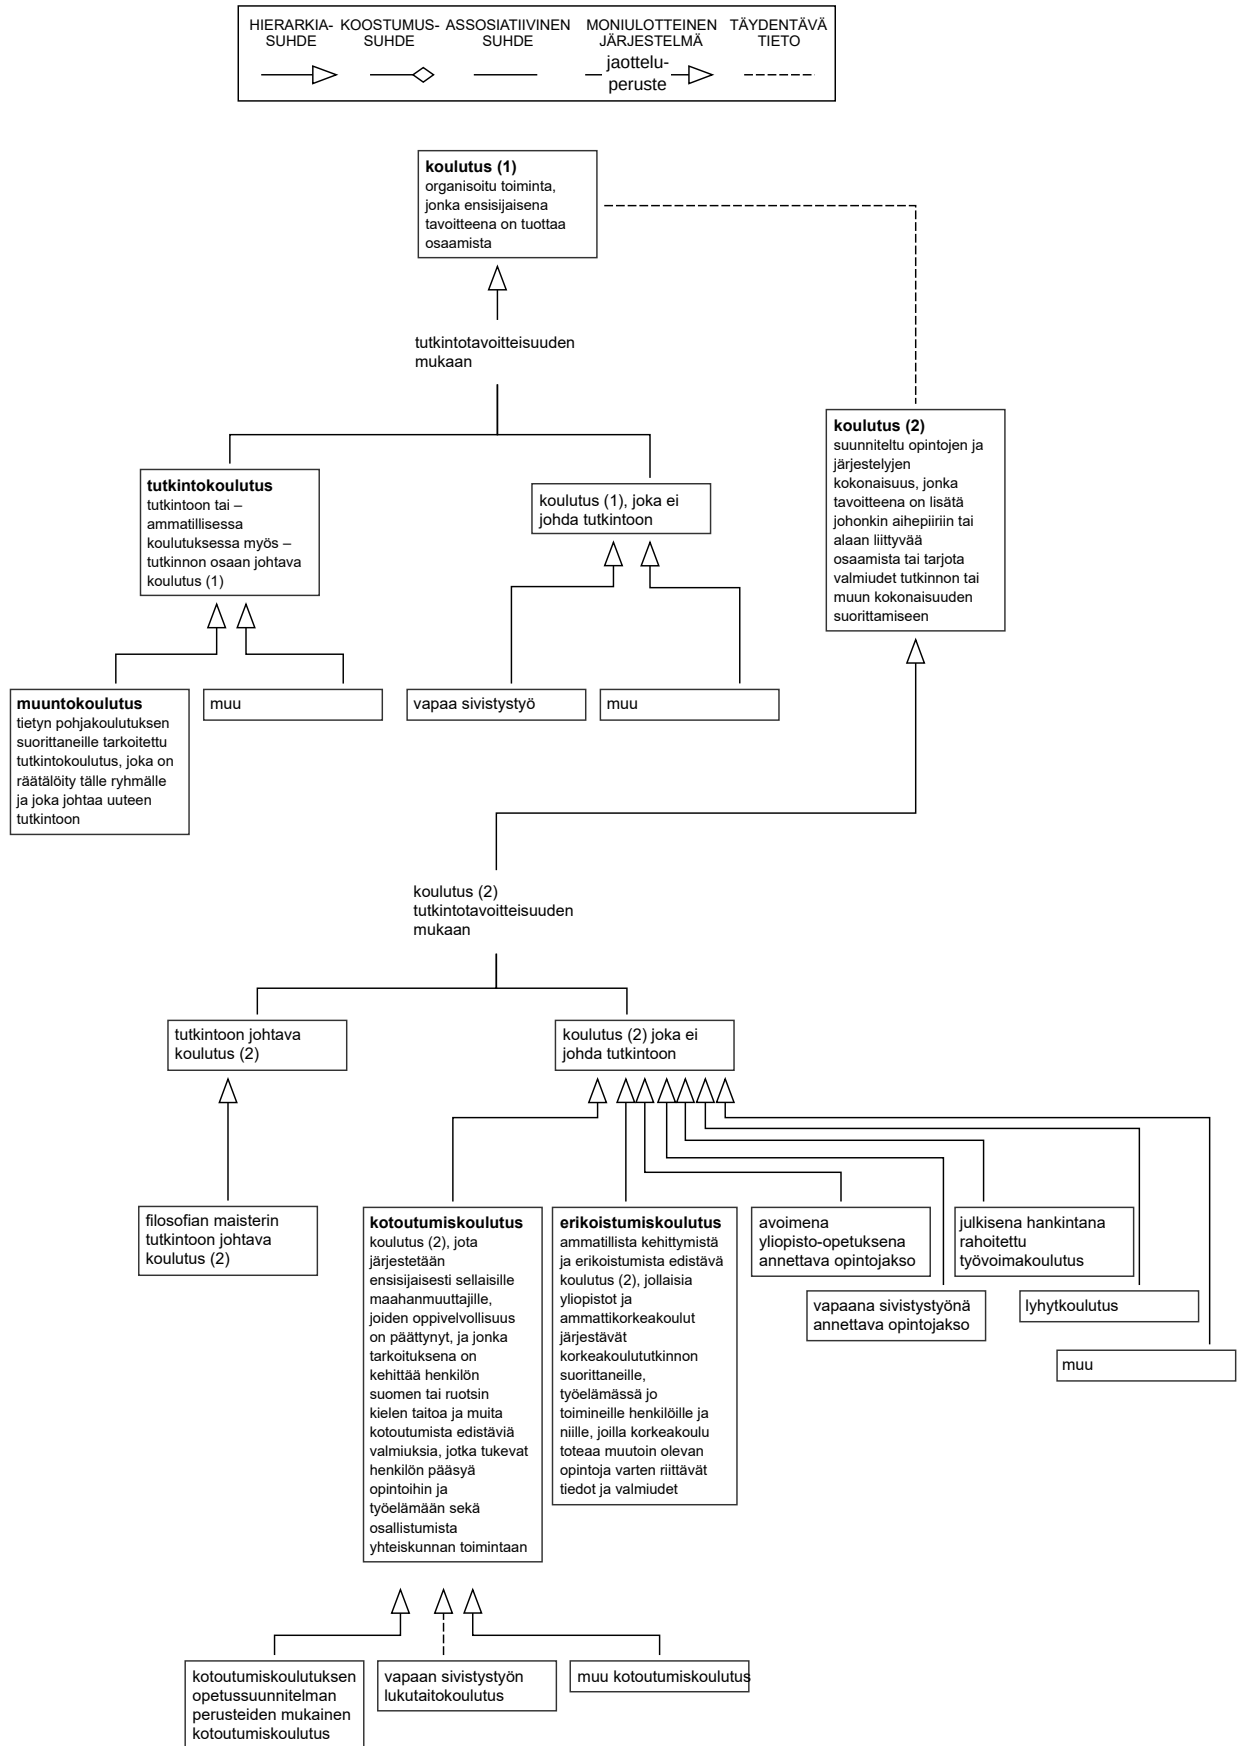 HIERARKIA-
SUHDE
KOOSTUMUS-
SUHDE
ASSOSIATIIVINEN
SUHDE
MONIULOTTEINEN
JÄRJESTELMÄ
jaottelu-
peruste
TÄYDENTÄVÄ
TIETO
koulutus (1)
organisoitu toiminta,
jonka ensisijaisena
tavoitteena on tuottaa
osaamista
tutkintotavoitteisuuden
mukaan
koulutus (2)
suunniteltu opintojen ja
järjestelyjen
kokonaisuus, jonka
tavoitteena on lisätä
johonkin aihepiiriin tai
alaan liittyvää
osaamista tai tarjota
valmiudet tutkinnon tai
muun kokonaisuuden
suorittamiseen
tutkintokoulutus
tutkintoon tai –
ammatillisessa
koulutuksessa myös –
tutkinnon osaan johtava
koulutus (1)
koulutus (1), joka ei
johda tutkintoon
muuntokoulutus
tietyn pohjakoulutuksen
suorittaneille tarkoitettu
tutkintokoulutus, joka on
räätälöity tälle ryhmälle
ja joka johtaa uuteen
tutkintoon
muu
vapaa sivistystyö
muu
koulutus (2)
tutkintotavoitteisuuden
mukaan
tutkintoon johtava
koulutus (2)
koulutus (2) joka ei
johda tutkintoon
filosofian maisterin
tutkintoon johtava
koulutus (2)
kotoutumiskoulutus
koulutus (2), jota
järjestetään
ensisijaisesti sellaisille
maahanmuuttajille,
joiden oppivelvollisuus
on päättynyt, ja jonka
tarkoituksena on
kehittää henkilön
suomen tai ruotsin
kielen taitoa ja muita
kotoutumista edistäviä
valmiuksia, jotka tukevat
henkilön pääsyä
opintoihin ja
työelämään sekä
osallistumista
yhteiskunnan toimintaan
erikoistumiskoulutus
ammatillista kehittymistä
ja erikoistumista edistävä
koulutus (2), jollaisia
yliopistot ja
ammattikorkeakoulut
järjestävät
korkeakoulututkinnon
suorittaneille,
työelämässä jo
toimineille henkilöille ja
niille, joilla korkeakoulu
toteaa muutoin olevan
opintoja varten riittävät
tiedot ja valmiudet
avoimena
yliopisto-opetuksena
annettava opintojakso
julkisena hankintana
rahoitettu
työvoimakoulutus
vapaana sivistystyönä
annettava opintojakso
lyhytkoulutus
muu
kotoutumiskoulutuksen
opetussuunnitelman
perusteiden mukainen
kotoutumiskoulutus
vapaan sivistystyön
lukutaitokoulutus
muu kotoutumiskoulutus